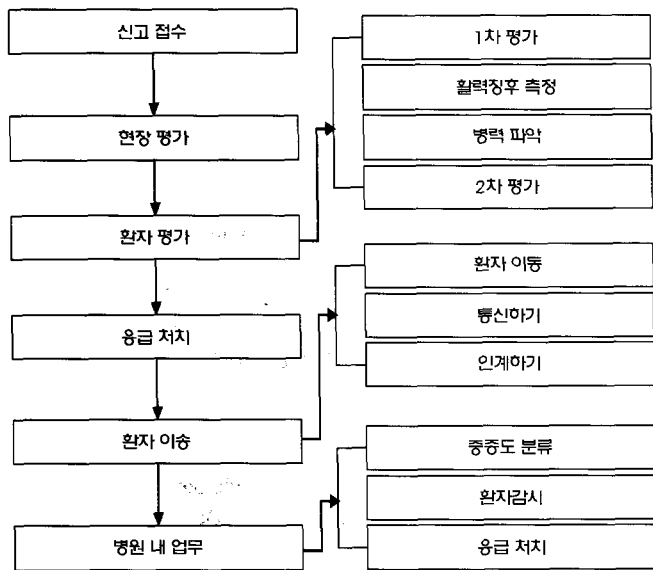 신고 접수
현장 평가
환자 평가
응급 처치
환자 이송
병원 내 업무
1차 평가
활력징후 측정
병력 파악
2차 평가
환자 이동
통신하기
인계하기
중증도 분류
환자감시
응급 처치